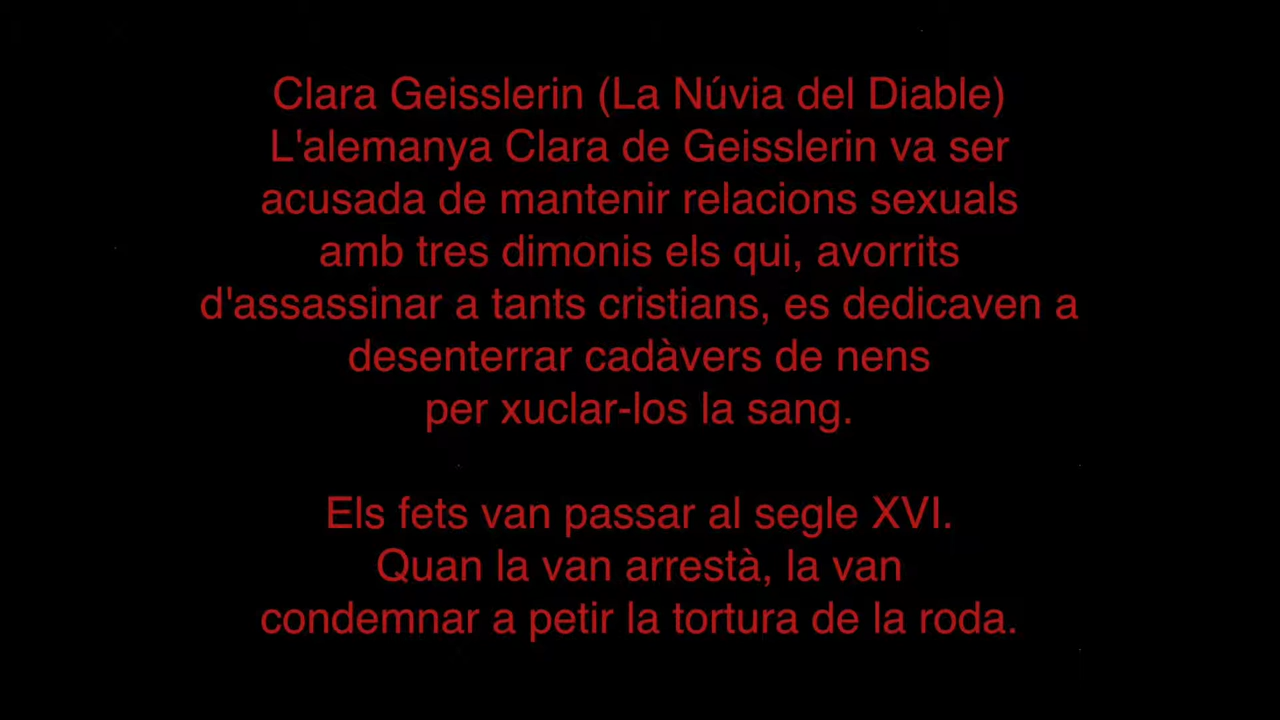 Clara Geisslerin (La Núvia del Diable)
L'alemanya Clara de Geisslerin va ser
acusada de mantenir relacions sexuals
amb tres dimonis els qui, avorrits
d'assassinar a tants cristians, es dedicaven a
desenterrar cadàvers de nens
per xuclar-los la sang.
Els fets van passar al segle XVI.
Quan la van arrestà, la van
condemnar a petir la tortura de la roda.